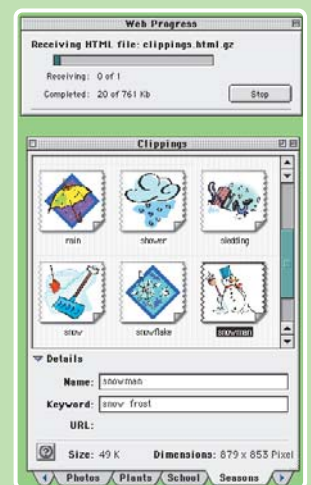 Web Progress
Receiving HTML file: clippings.html.gz
Receiving: 0 of 1
Completed: 20 of 761 Kb
Stop
Clippings
rain shower sledding
snow snowflake snowman
Details
Name: snowman
Keyword: snow frost
URL:
Size: 49 K Dimensions: 879 x 853 Pixel
Photos Plants School Seasons